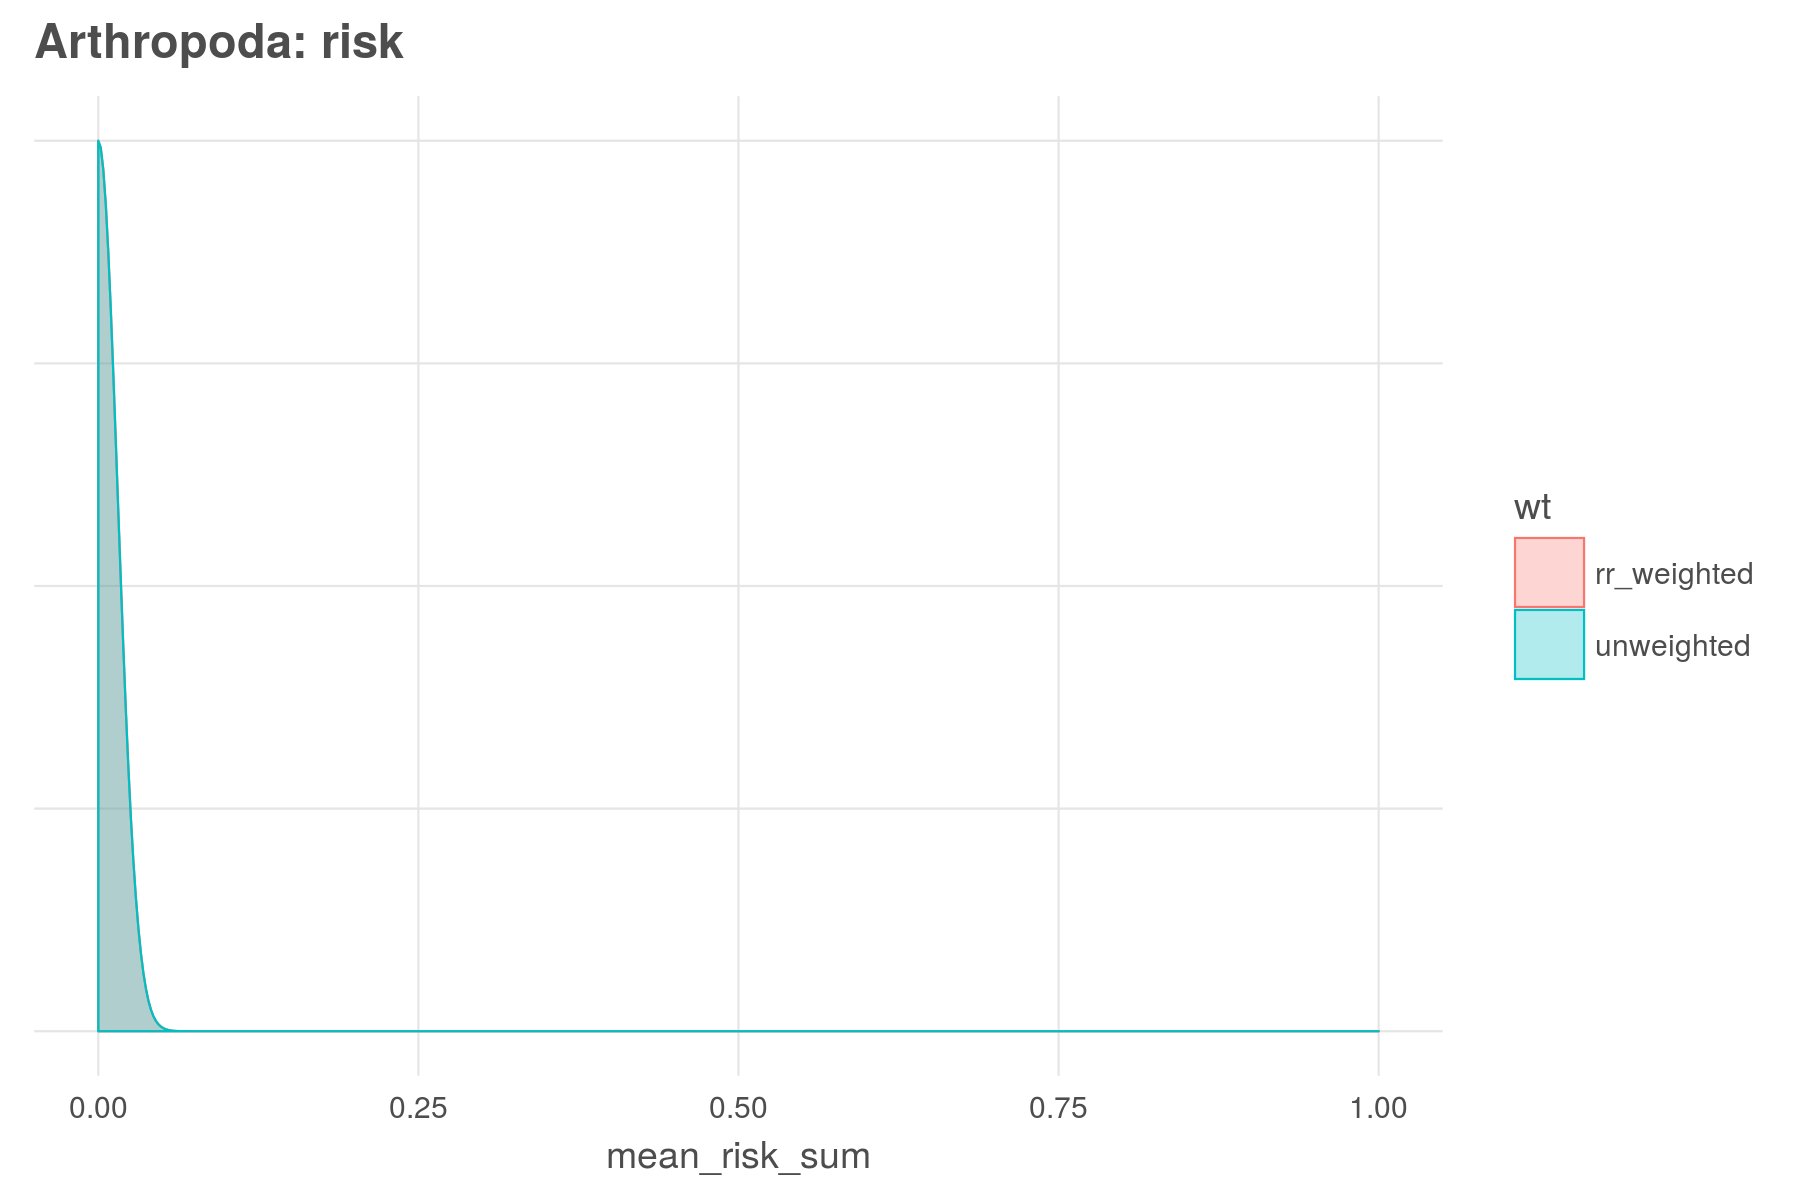 Arthropoda: risk
wt
rr_weighted
unweighted
0.00 0.25 0.50 0.75 1.00
mean_risk_sum